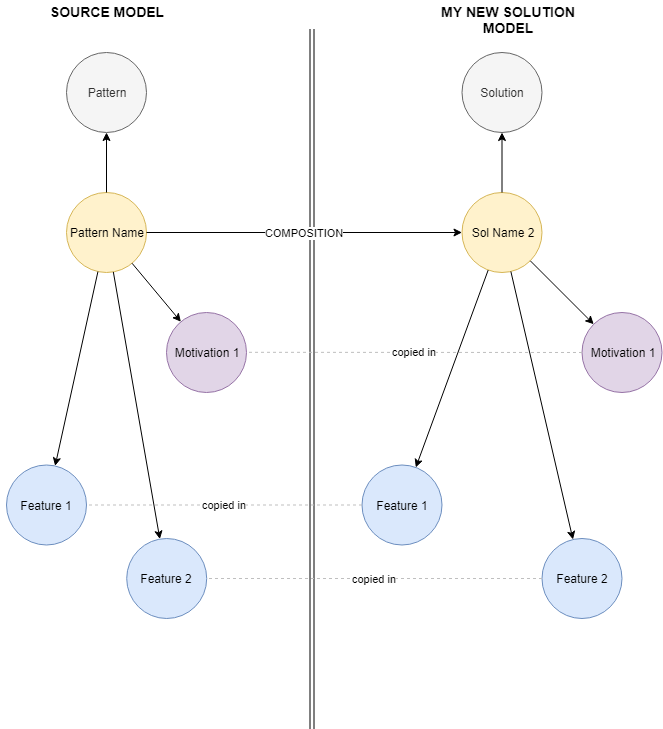 SOURCE MODEL
MY NEW SOLUTION
MODEL
Pattern
Solution
Pattern Name
COMPOSITION
Sol Name 2
Motivation 1
copied in
Motivation 1
Feature 1
copied in
Feature 1
Feature 2
copied in
Feature 2